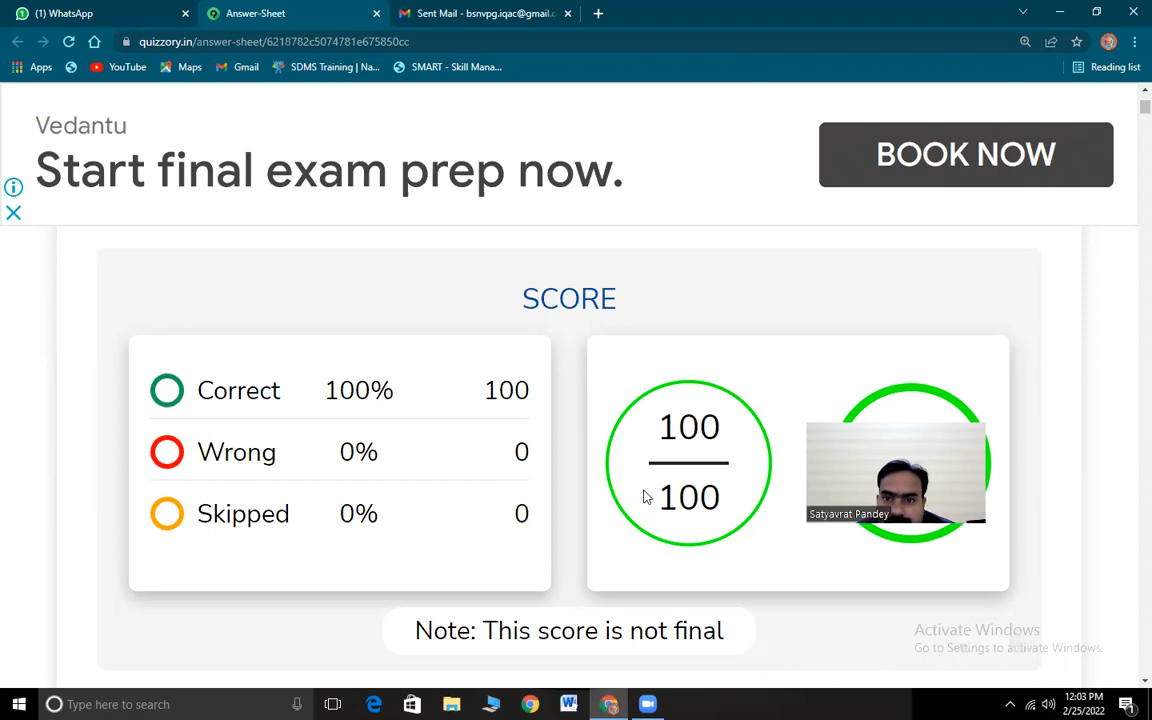 (1) WhatsApp
Answer-Sheet
Sent Mail - bsnvpg.iqac@gmail.c
quizzory.in/answer-sheet/6218782c5074781e675850cc
Apps
YouTube
Maps
Gmail
SDMS Training | Na...
SMART - Skill Mana...
Reading list
Vedantu
Start final exam prep now.
BOOK NOW
SCORE
Correct 100% 100
Wrong 0% 0
Skipped 0% 0
100
100
Satyavrat Pandey
Note: This score is not final
Activate Windows
Go to Settings to activate Windows.
Type here to search
12:03 PM
2/25/2022
1